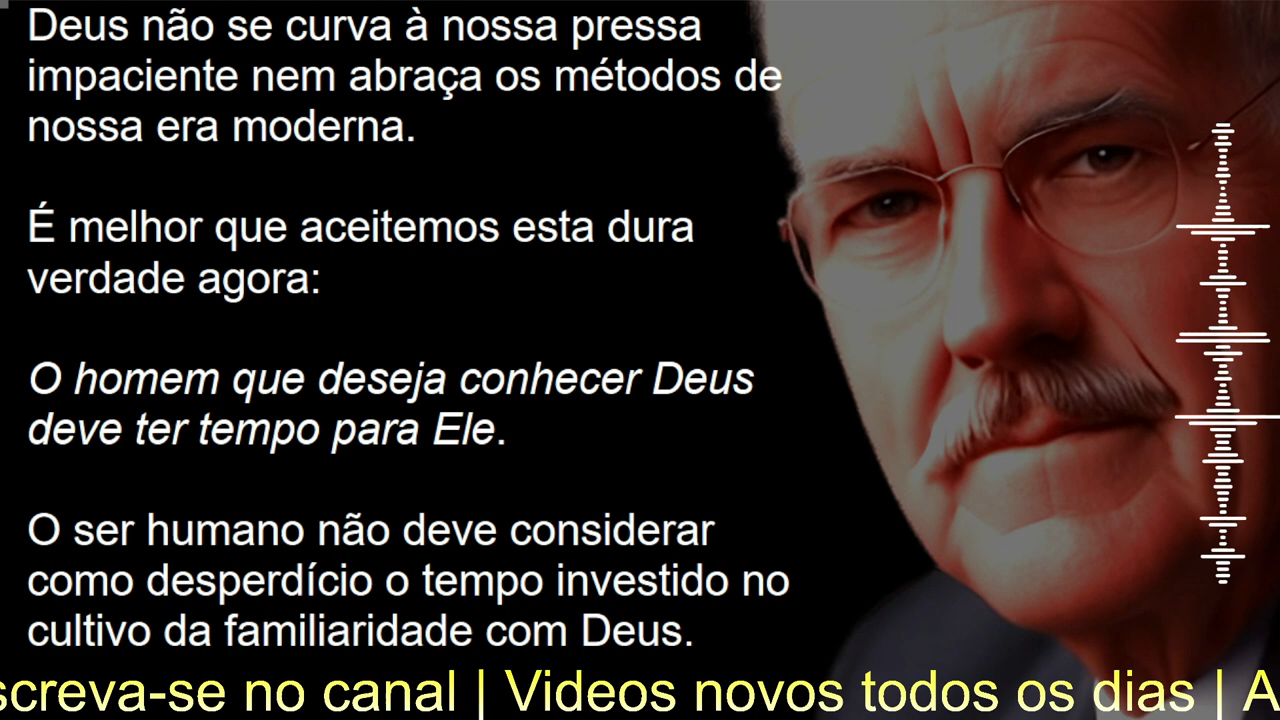 Deus não se curva à nossa pressa
impaciente nem abraça os métodos de
nossa era moderna.
É melhor que aceitemos esta dura
verdade agora:
O homem que deseja conhecer Deus
deve ter tempo para Ele.
O ser humano não deve considerar
como desperdício o tempo investido no
cultivo da familiaridade com Deus.
screva-se no canal | Videos novos todos os dias | A